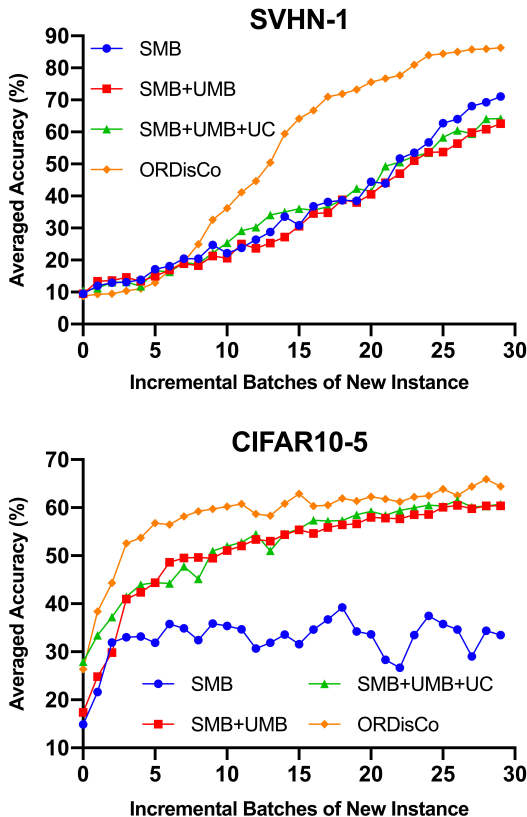 SVHN-1
Averaged Accuracy (%)
90
80
70
60
50
40
30
20
10
0
SMB
SMB+UMB
SMB+UMB+UC
ORDisCo
0 5 10 15 20 25 30
Incremental Batches of New Instance
CIFAR10-5
Averaged Accuracy (%)
70
60
50
40
30
20
10
SMB SMB+UMB+UC
SMB+UMB ORDisCo
0 5 10 15 20 25 30
Incremental Batches of New Instance